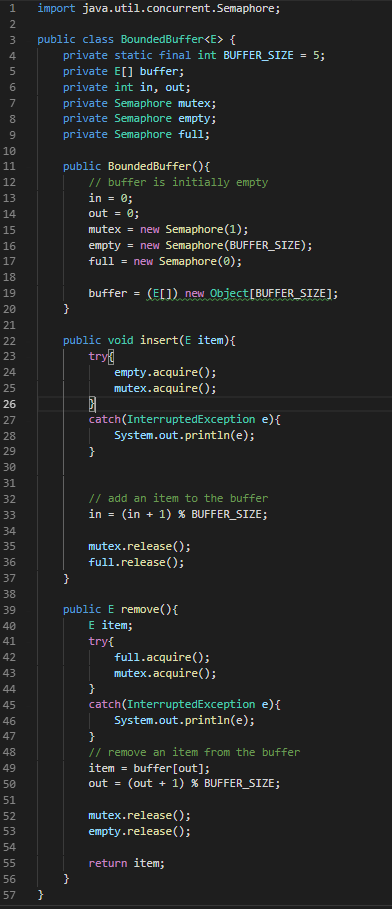 1 import java.util.concurrent.Semaphore;
2
3 public class BoundedBuffer<E> {
4 private static final int BUFFER_SIZE = 5;
5 private E[] buffer;
6 private int in, out;
7 private Semaphore mutex;
8 private Semaphore empty;
9 private Semaphore full;
10
11 public BoundedBuffer(){
12 // buffer is initially empty
13 in = 0;
14 out = 0;
15 mutex = new Semaphore(1);
16 empty = new Semaphore(BUFFER_SIZE);
17 full = new Semaphore(0);
18
19 buffer = (E[]) new Object[BUFFER_SIZE];
20 }
21
22 public void insert(E item){
23 try{
24 empty.acquire();
25 mutex.acquire();
26 }
27 catch(InterruptedException e){
28 System.out.println(e);
29 }
30
31
32 // add an item to the buffer
33 in = (in + 1) % BUFFER_SIZE;
34
35 mutex.release();
36 full.release();
37 }
38
39 public E remove(){
40 E item;
41 try{
42 full.acquire();
43 mutex.acquire();
44 }
45 catch(InterruptedException e){
46 System.out.println(e);
47 }
48 // remove an item from the buffer
49 item = buffer[out];
50 out = (out + 1) % BUFFER_SIZE;
51
52 mutex.release();
53 empty.release();
54
55 return item;
56 }
57 }